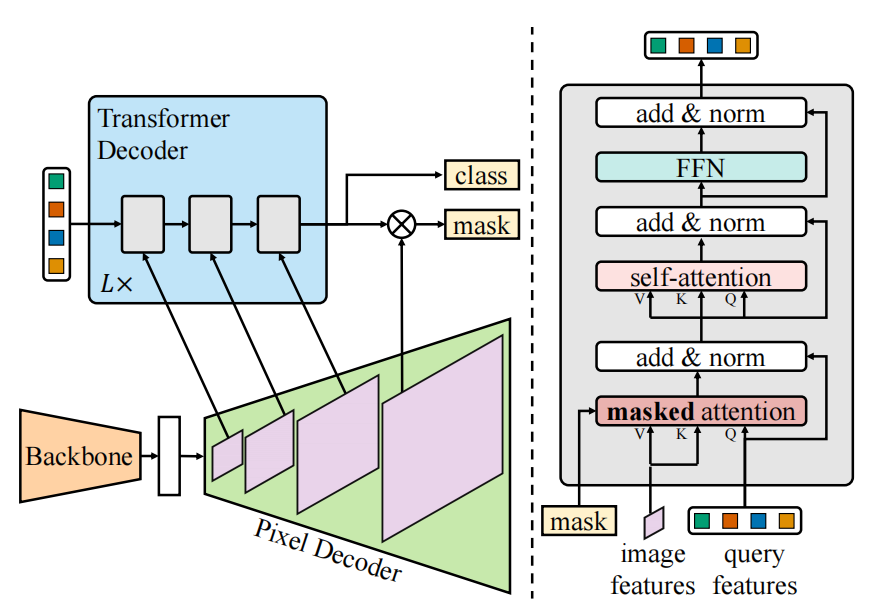 Transformer
Decoder
L×
class
mask
Backbone
Pixel Decoder
add & norm
FFN
add & norm
self-attention
V K Q
add & norm
masked attention
V K Q
mask
image
features
query
features